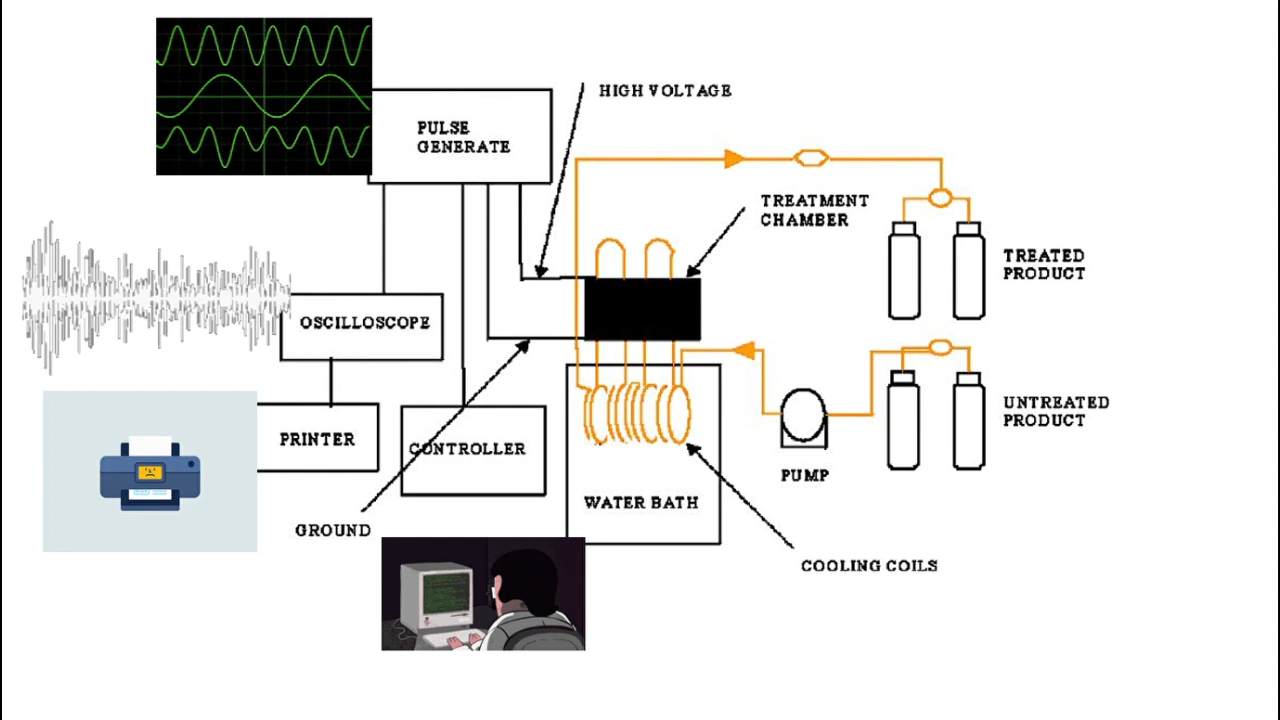 HIGH VOLTAGE
PULSE
GENERATE
TREATMENT
CHAMBER
TREATED
PRODUCT
OSCILLOSCOPE
UNTREATED
PRODUCT
PRINTER
CONTROLLER
PUMP
WATER BATH
GROUND
COOLING COILS